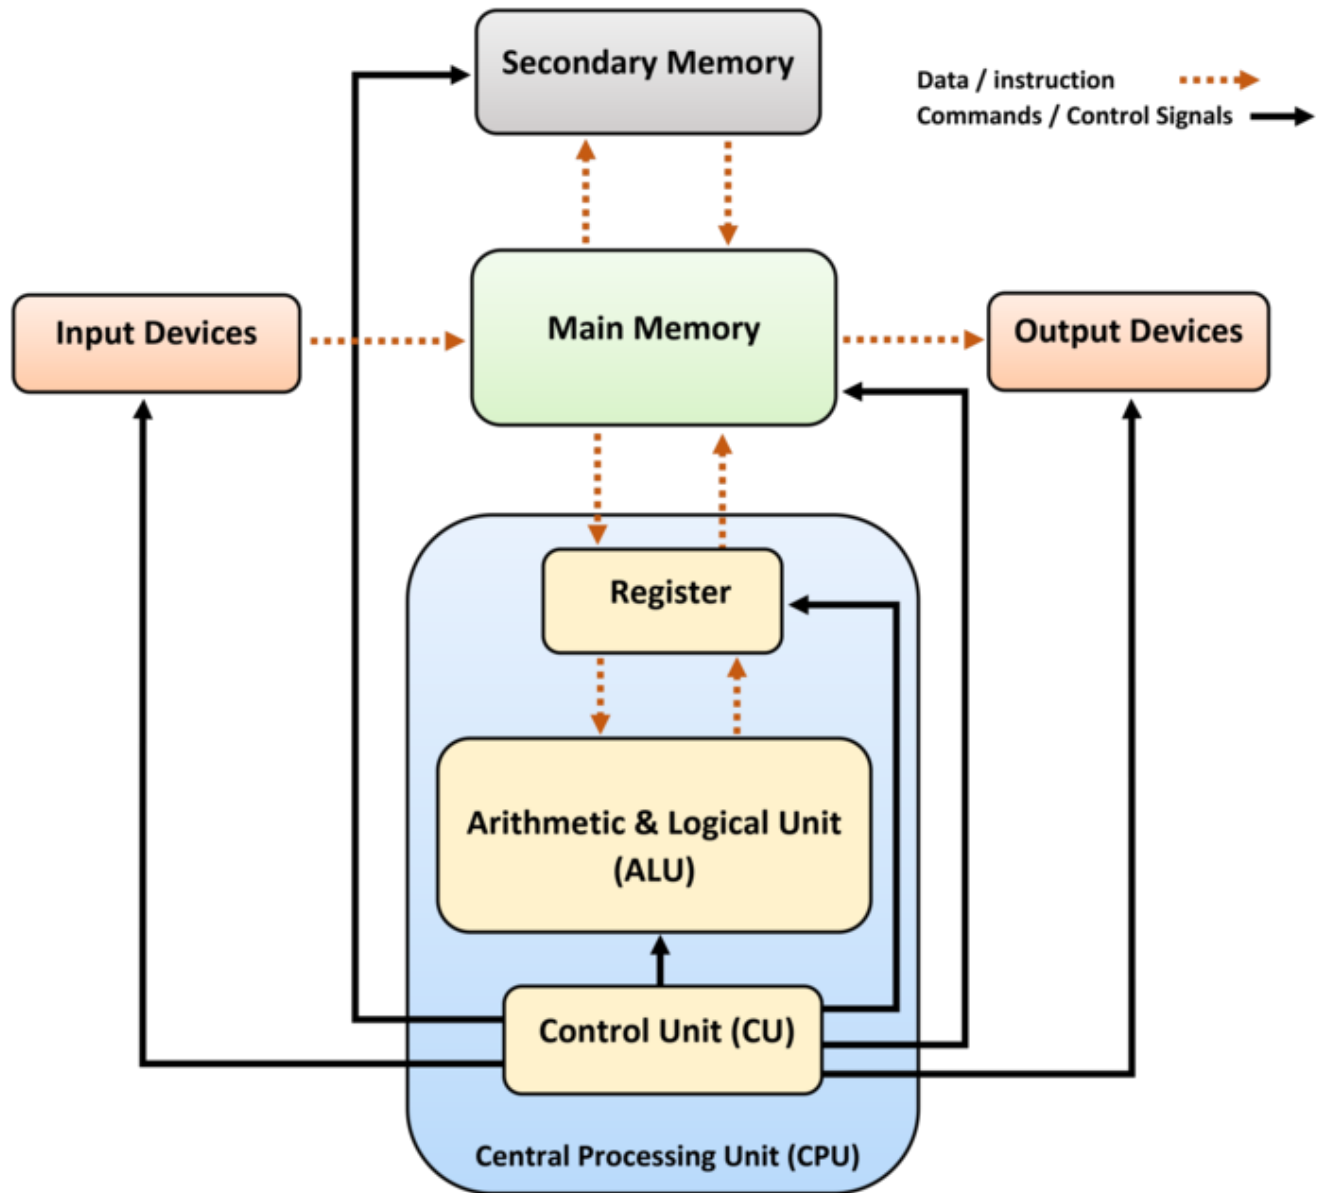 Secondary Memory
Data / instruction
Commands / Control Signals
Input Devices
Main Memory
Output Devices
Register
Arithmetic & Logical Unit
(ALU)
Control Unit (CU)
Central Processing Unit (CPU)